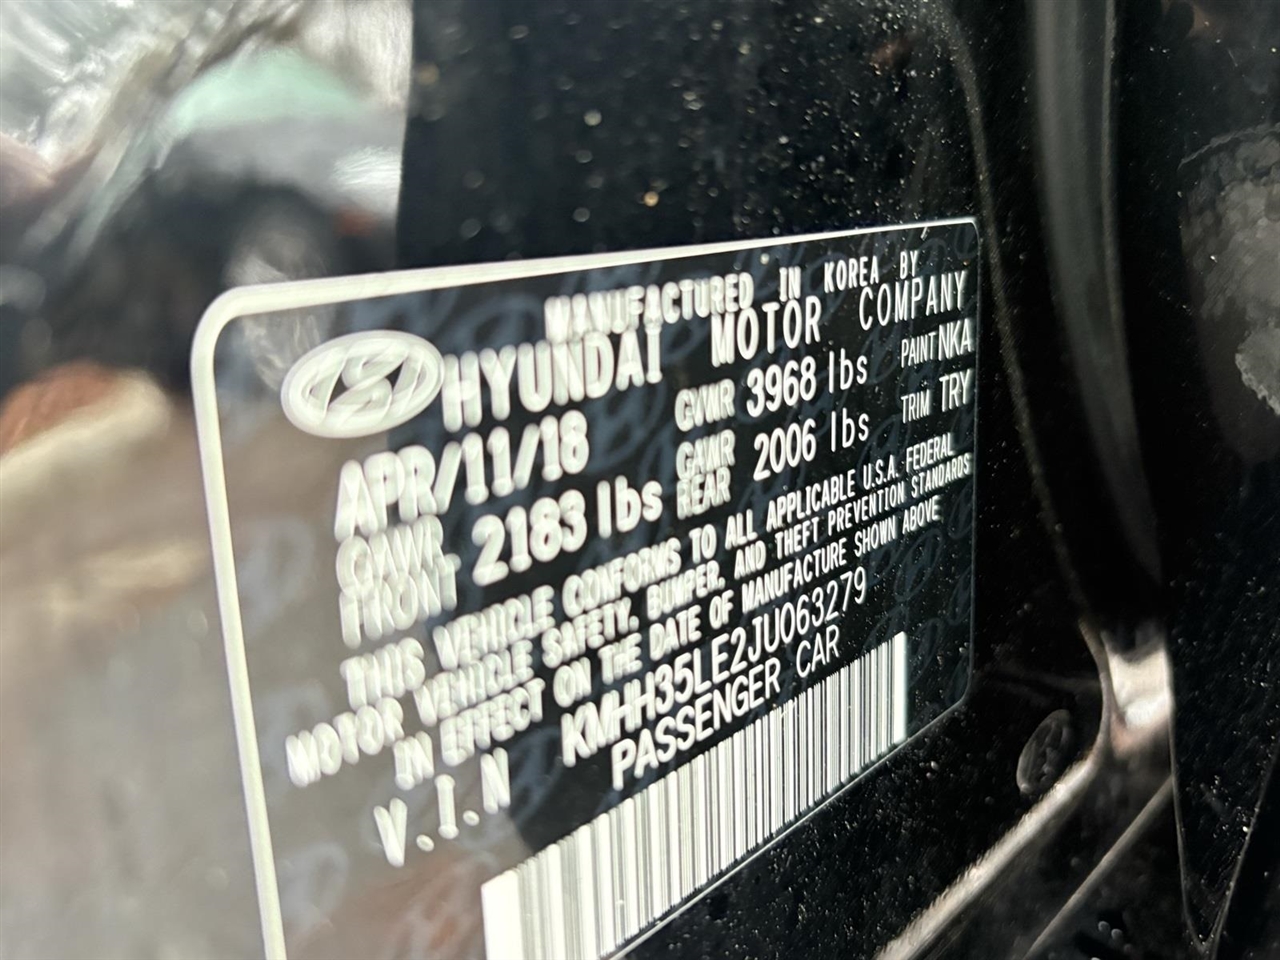 MANUFACTURED IN KOREA BY
HYUNDAI MOTOR COMPANY
APR/11/18 GVWR 3968 lbs PAINT NKA
GAWR FRONT 2183 lbs GAWR REAR 2006 lbs TRIM TRY
THIS VEHICLE CONFORMS TO ALL APPLICABLE U.S.A. FEDERAL
MOTOR VEHICLE SAFETY, BUMPER, AND THEFT PREVENTION STANDARDS
IN EFFECT ON THE DATE OF MANUFACTURE SHOWN ABOVE
V.I.N KMHH35LE2JU063279
PASSENGER CAR